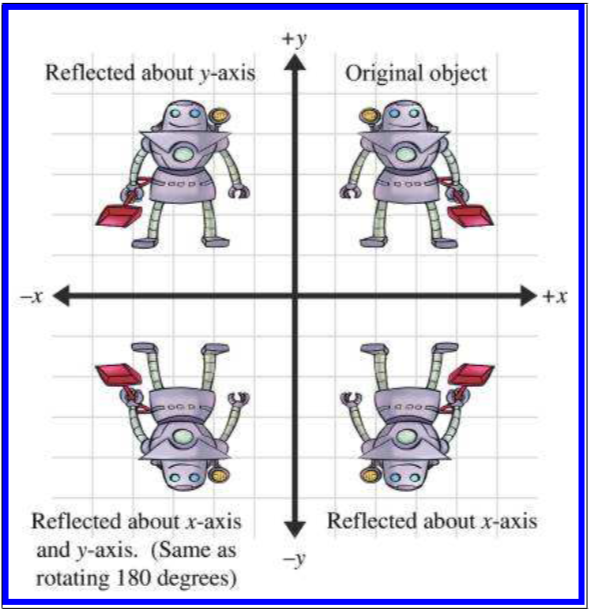 +y
Reflected about y-axis
Original object
−x
+x
Reflected about x-axis
and y-axis. (Same as
rotating 180 degrees)
Reflected about x-axis
−y